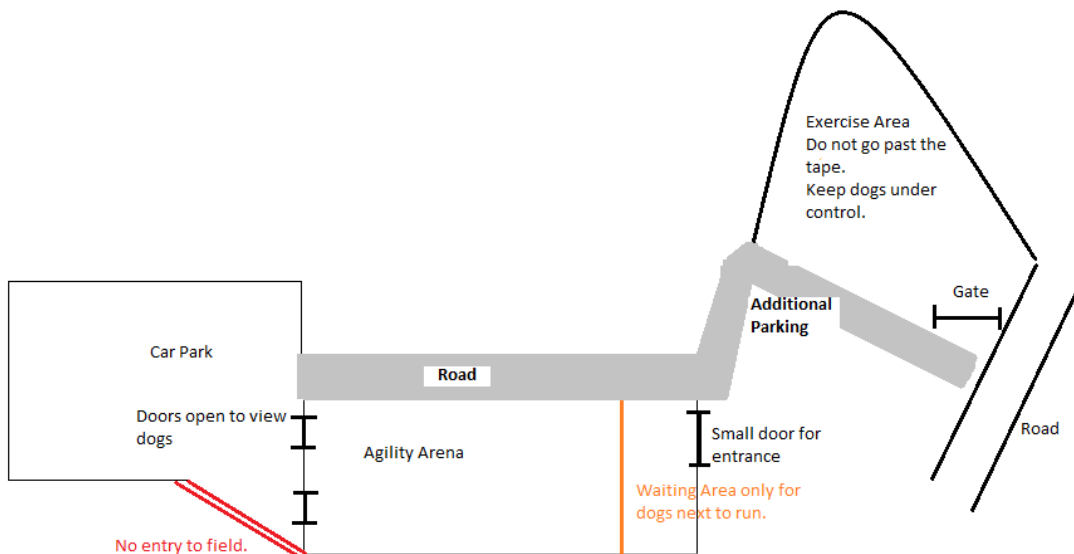 Exercise Area
Do not go past the
tape.
Keep dogs under
control.
Gate
Additional
Parking
Car Park
Road
Doors open to view
dogs
Agility Arena
Small door for
entrance
Road
Waiting Area only for
dogs next to run.
No entry to field.